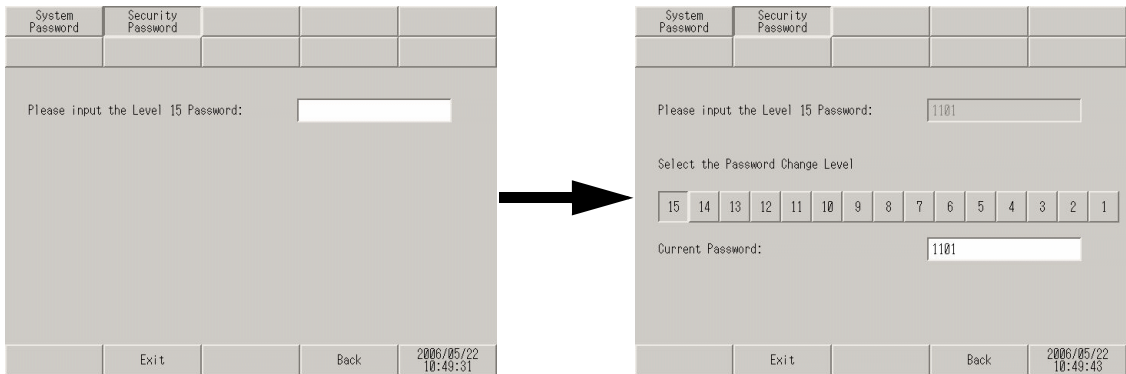 System Password
Security Password
Please input the Level 15 Password:
Exit
Back
2006/05/22
10:49:31
System Password
Security Password
Please input the Level 15 Password:
1101
Select the Password Change Level
15 14 13 12 11 10 9 8 7 6 5 4 3 2 1
Current Password:
1101
Exit
Back
2006/05/22
10:49:43